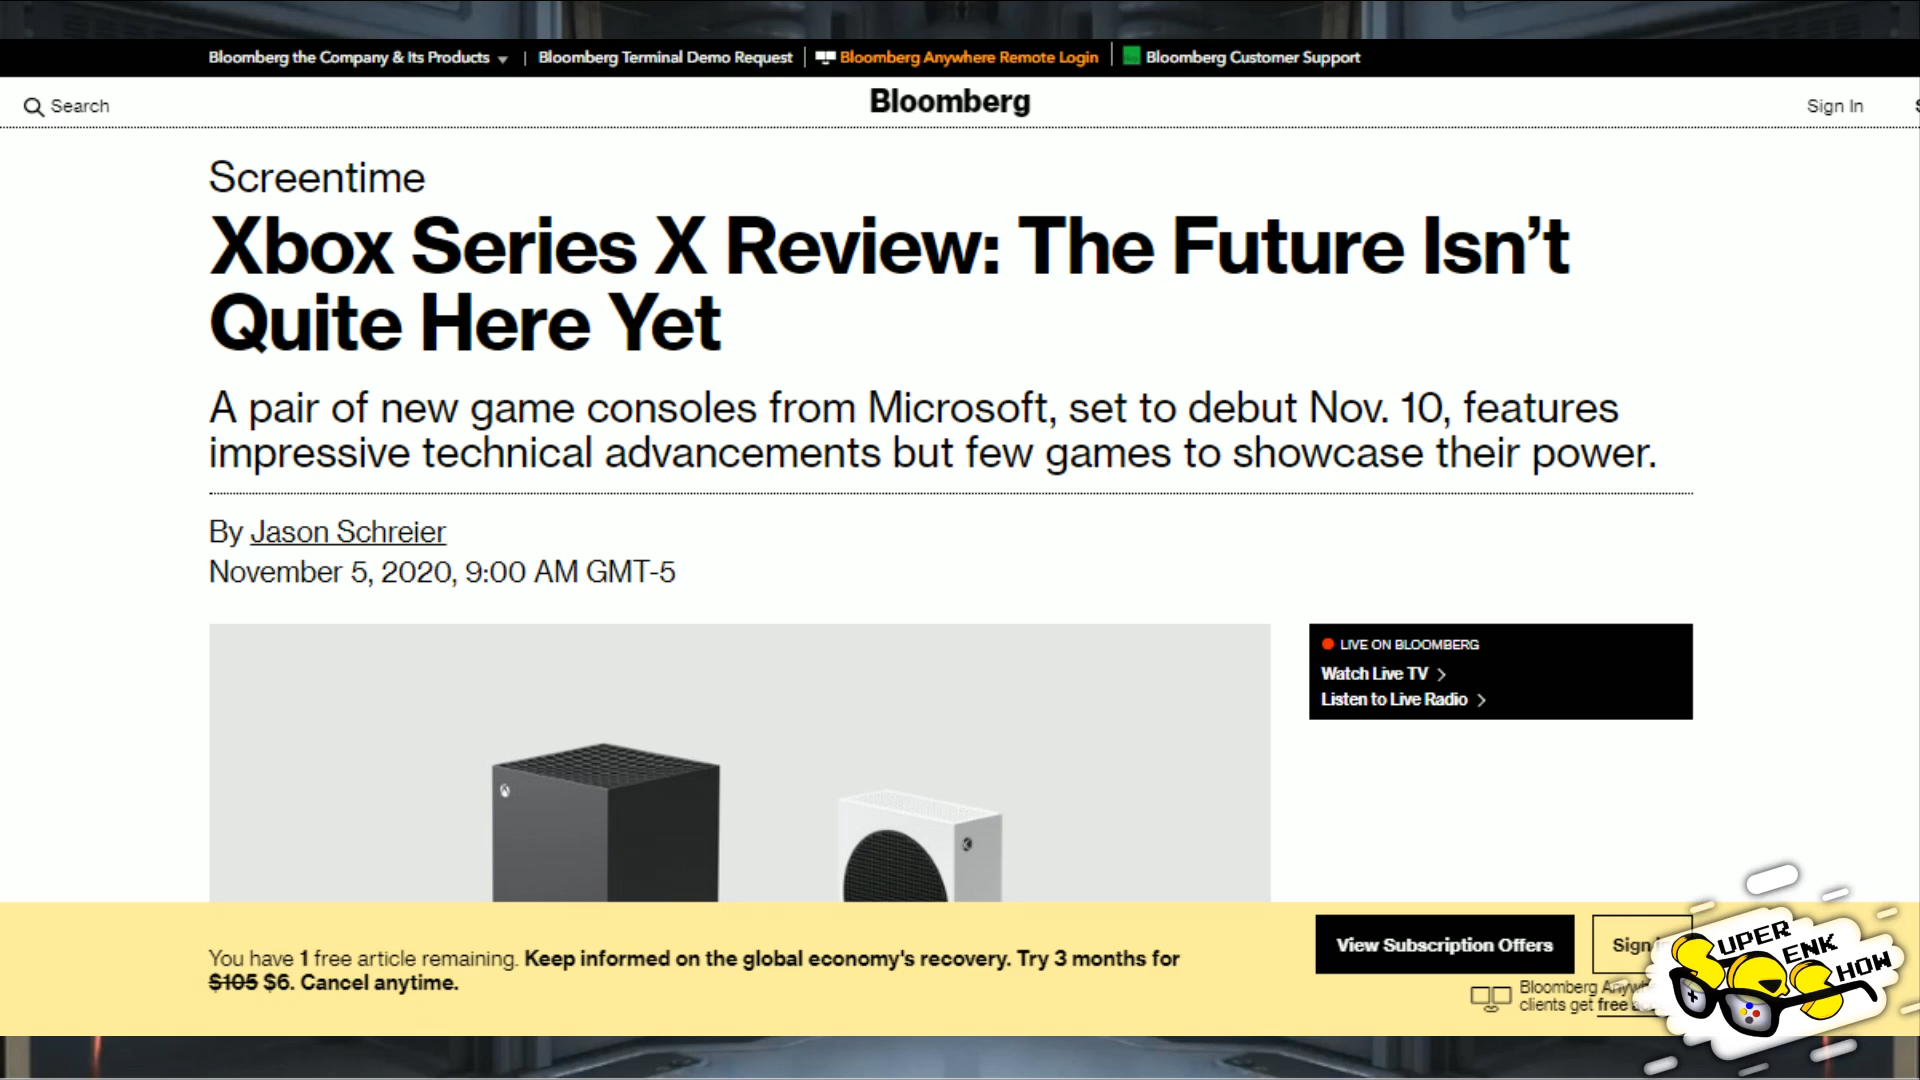 Bloomberg the Company & Its Products
Bloomberg Terminal Demo Request
Bloomberg Anywhere Remote Login
Bloomberg Customer Support
Search
Bloomberg
Sign In
Screentime
Xbox Series X Review: The Future Isn’t
Quite Here Yet
A pair of new game consoles from Microsoft, set to debut Nov. 10, features
impressive technical advancements but few games to showcase their power.
By Jason Schreier
November 5, 2020, 9:00 AM GMT-5
LIVE ON BLOOMBERG
Watch Live TV
Listen to Live Radio
You have 1 free article remaining. Keep informed on the global economy's recovery. Try 3 months for
$105 $6. Cancel anytime.
View Subscription Offers
Sign
Bloomberg
clients get free
SUPER
ENK
SHOW